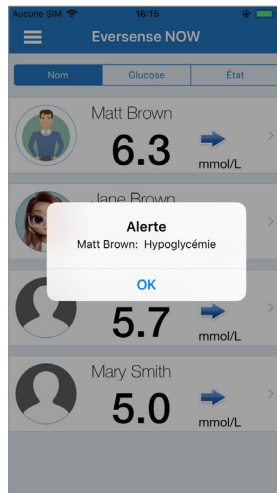 Aucune SIM 16:15
Eversense NOW
Nom Glucose État
Matt Brown
6.3
mmol/L
Jane Brown
Alerte
Matt Brown: Hypoglycémie
OK
5.7
mmol/L
Mary Smith
5.0
mmol/L